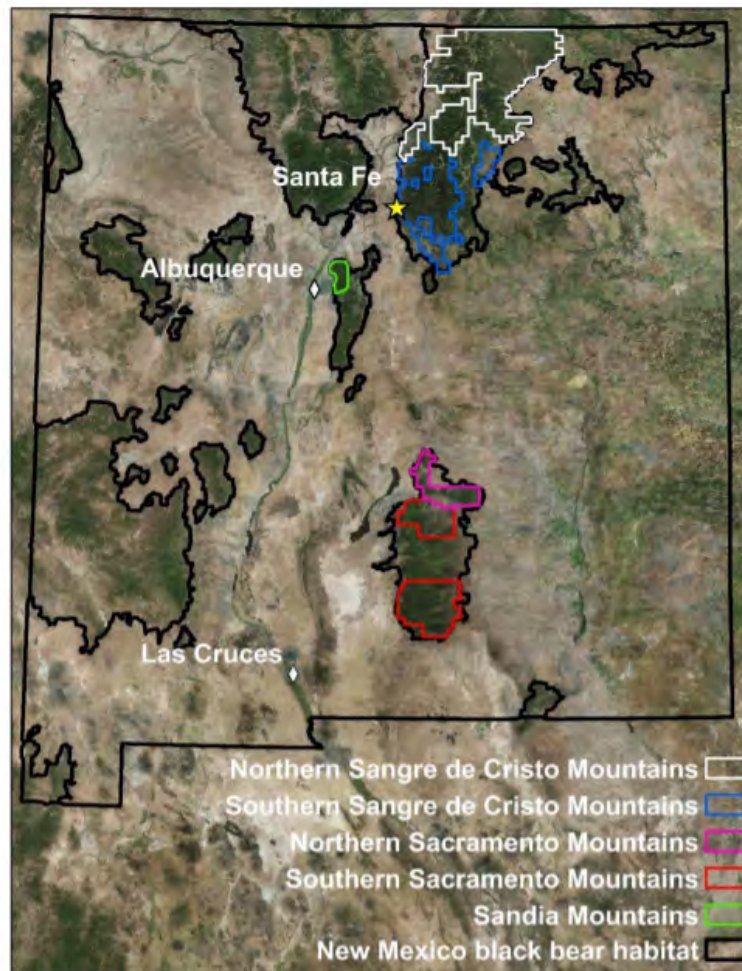 Santa Fe
Albuquerque
Las Cruces
Northern Sangre de Cristo Mountains
Southern Sangre de Cristo Mountains
Northern Sacramento Mountains
Southern Sacramento Mountains
Sandia Mountains
New Mexico black bear habitat